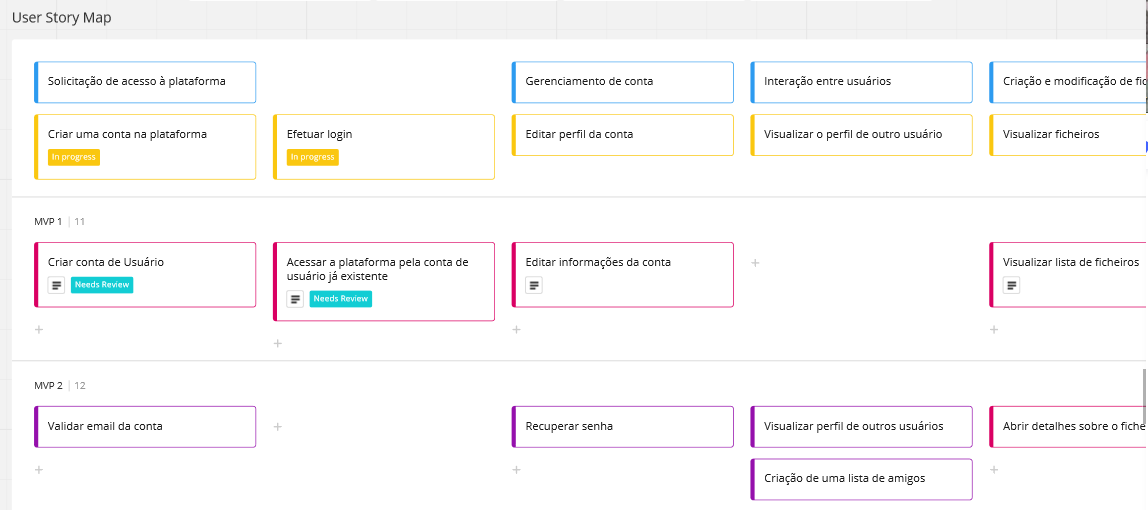 User Story Map
Solicitação de acesso à plataforma
Gerenciamento de conta
Interação entre usuários
Criação e modificação de
Criar uma conta na plataforma
In progress
Efetuar login
In progress
Editar perfil da conta
Visualizar o perfil de outro usuário
Visualizar ficheiros
MVP 1 | 11
Criar conta de Usuário
Needs Review
Acessar a plataforma pela conta de
usuário já existente
Needs Review
Editar informações da conta
Visualizar lista de ficheiros
MVP 2 | 12
Validar email da conta
Recuperar senha
Visualizar perfil de outros usuários
Abrir detalhes sobre o
Criação de uma lista de amigos